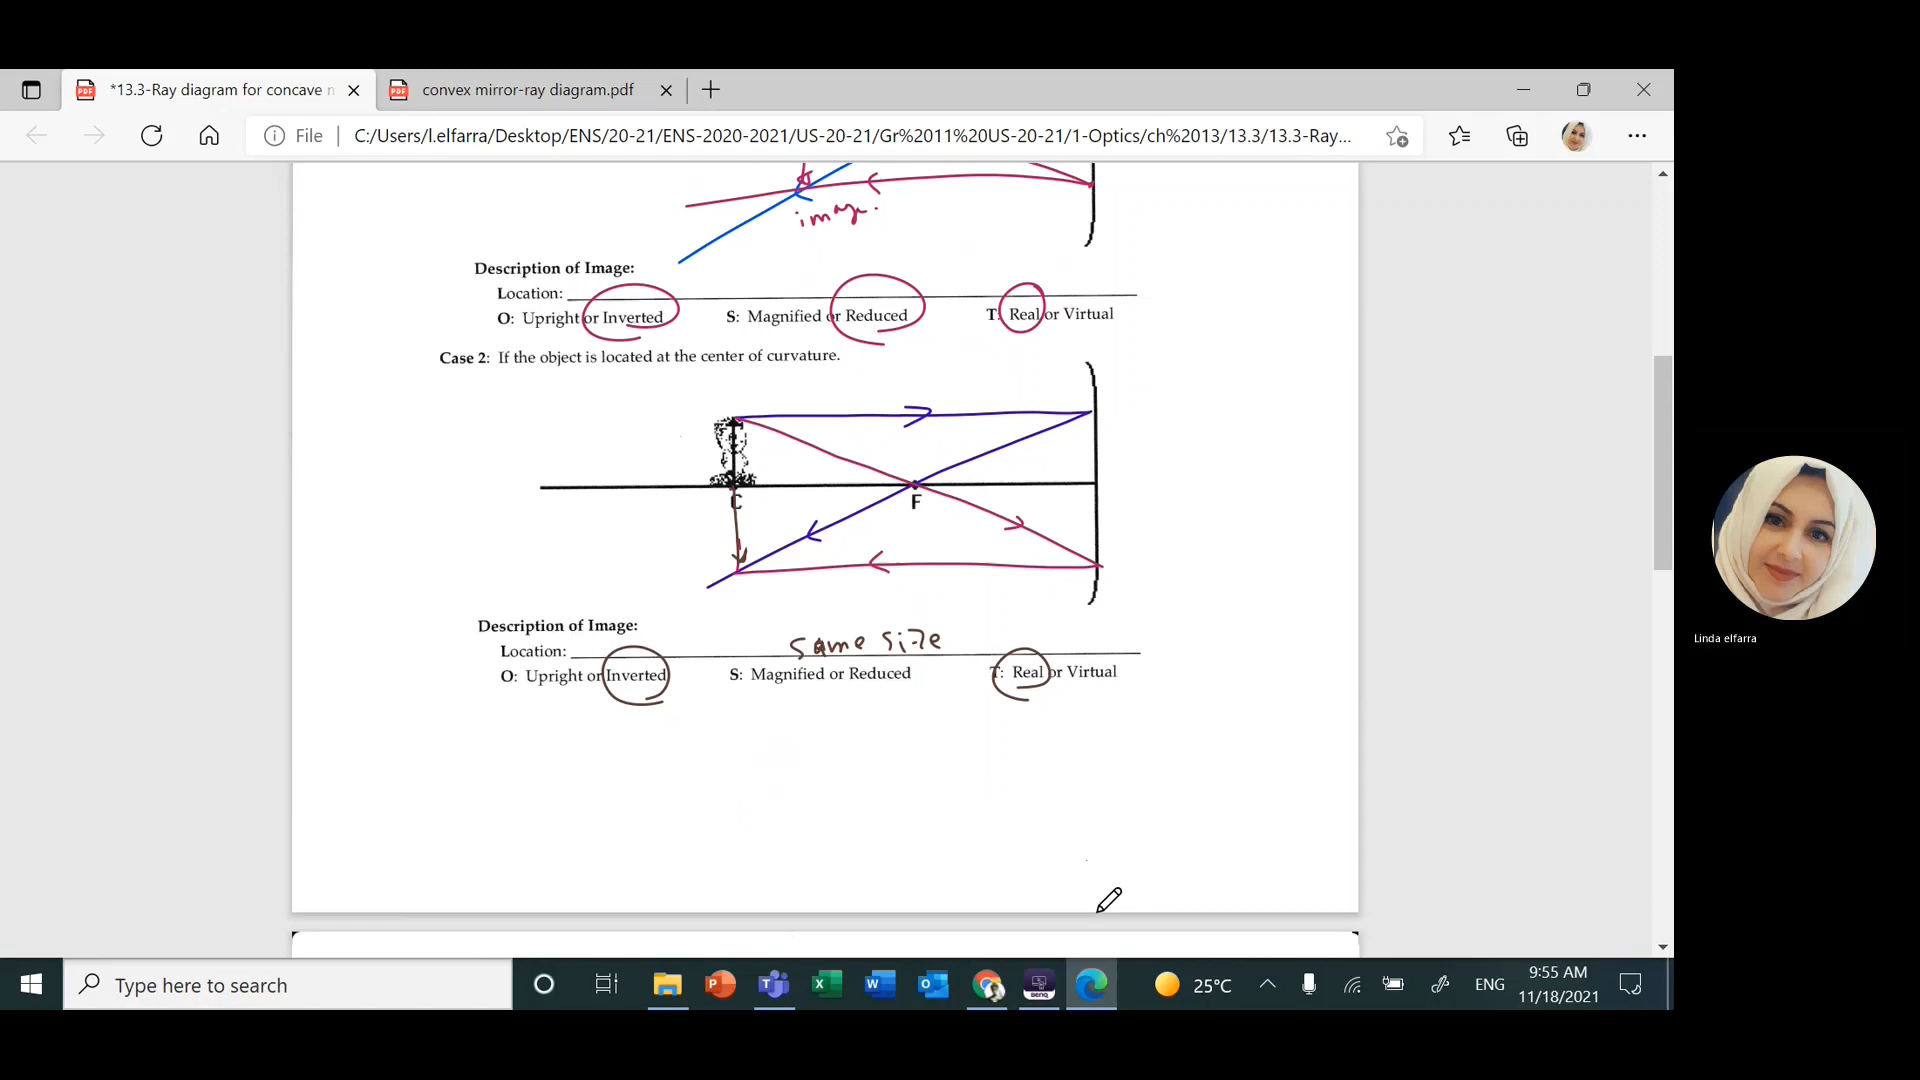 *13.3-Ray diagram for concave n
convex mirror-ray diagram.pdf
File
C:/Users/l.elfarra/Desktop/ENS/20-21/ENS-2020-2021/US-20-21/Gr%2011%20US-20-21/1-Optics/ch%2013/13.3/13.3-Ray...
image.
Description of Image:
Location:
O: Upright or Inverted S: Magnified or Reduced T: Real or Virtual
Case 2: If the object is located at the center of curvature.
C F
Description of Image:
same size
Location:
O: Upright or Inverted S: Magnified or Reduced T: Real or Virtual
Linda elfarra
Type here to search
BENQ
25°C
ENG
9:55 AM
11/18/2021